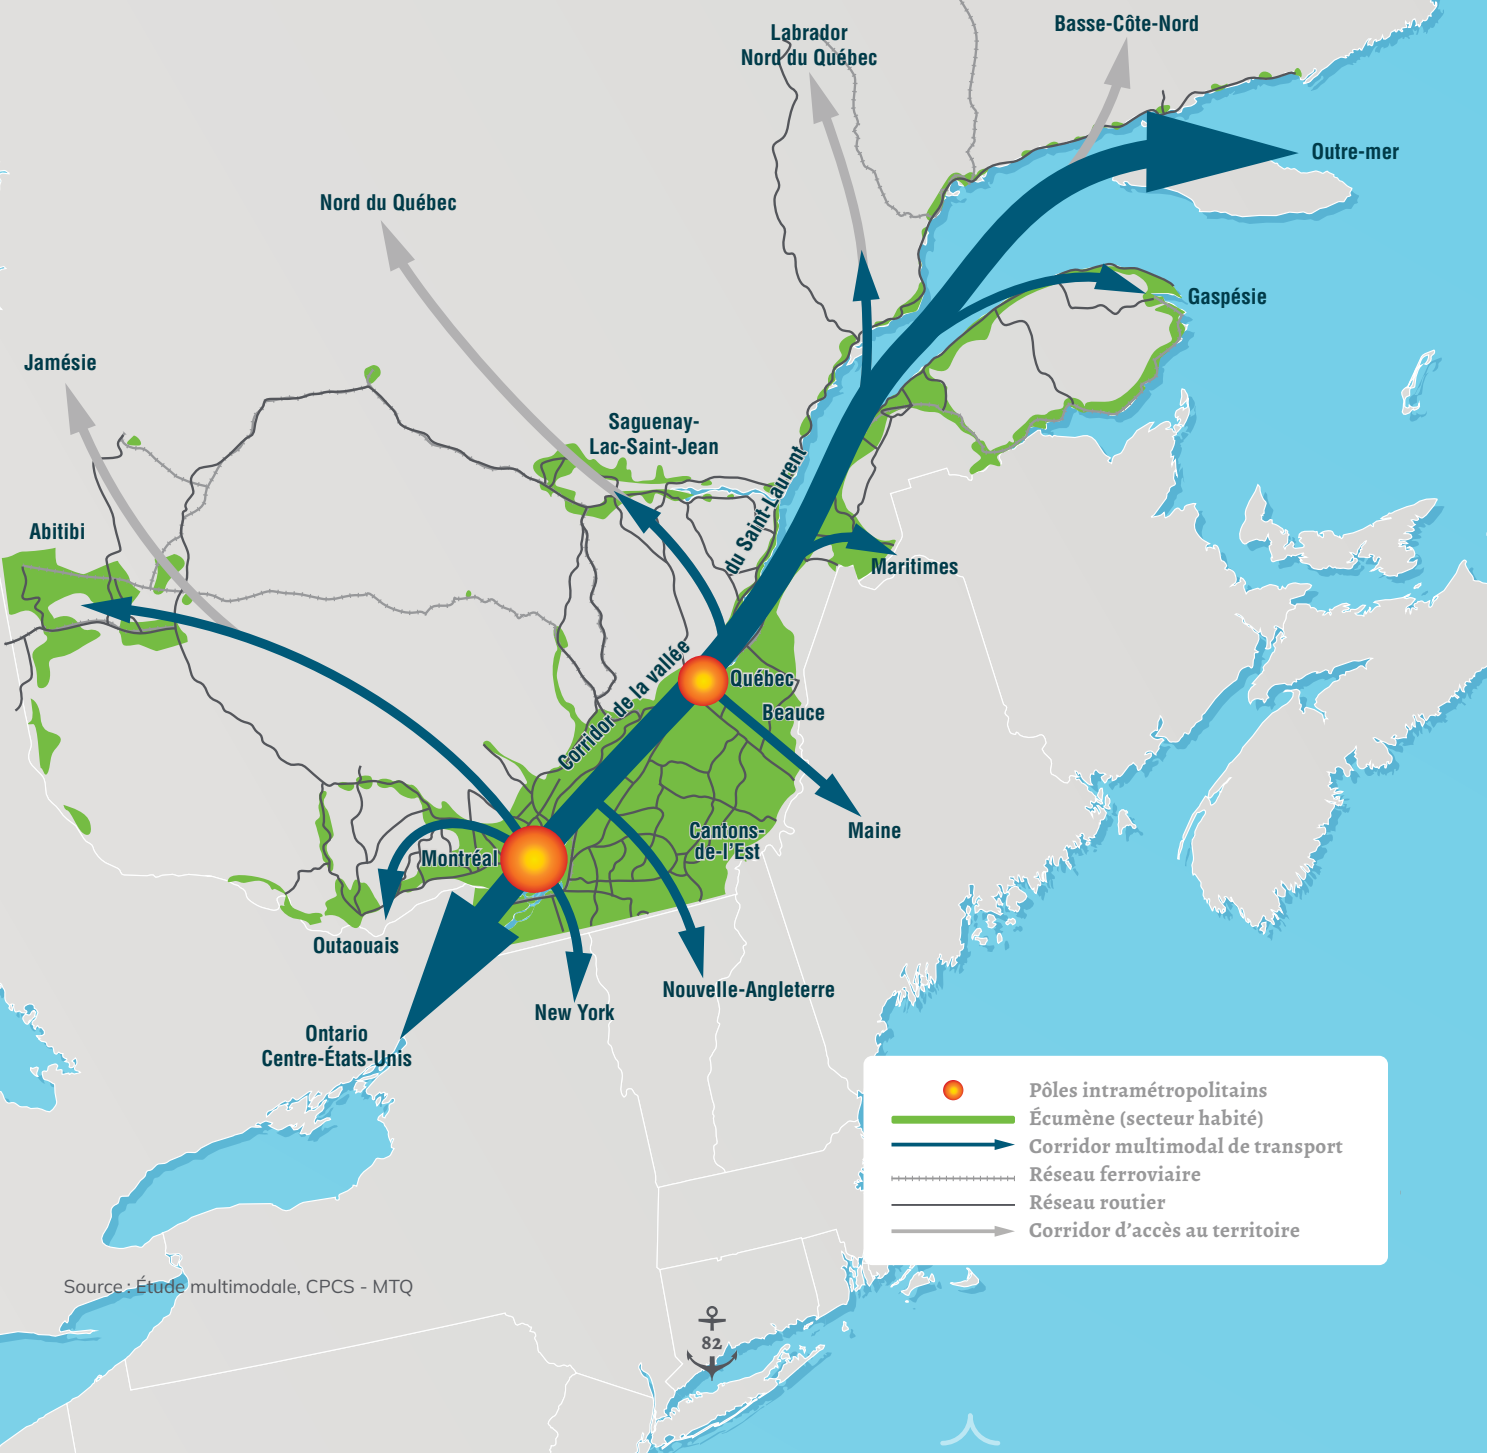 Basse-Côte-Nord
Labrador
Nord du Québec
Outre-mer
Nord du Québec
Gaspésie
Jamésie
Saguenay-
Lac-Saint-Jean
Abitibi
Maritimes
Corridor de la vallée du Saint-Laurent
Québec
Beauce
Maine
Cantons-
de-l'Est
Montréal
Outaouais
Nouvelle-Angleterre
New York
Ontario
Centre-États-Unis
Pôles intramétropolitains
Écumène (secteur habité)
Corridor multimodal de transport
Réseau ferroviaire
Réseau routier
Corridor d'accès au territoire
Source : Étude multimodale, CPCS - MTQ
82